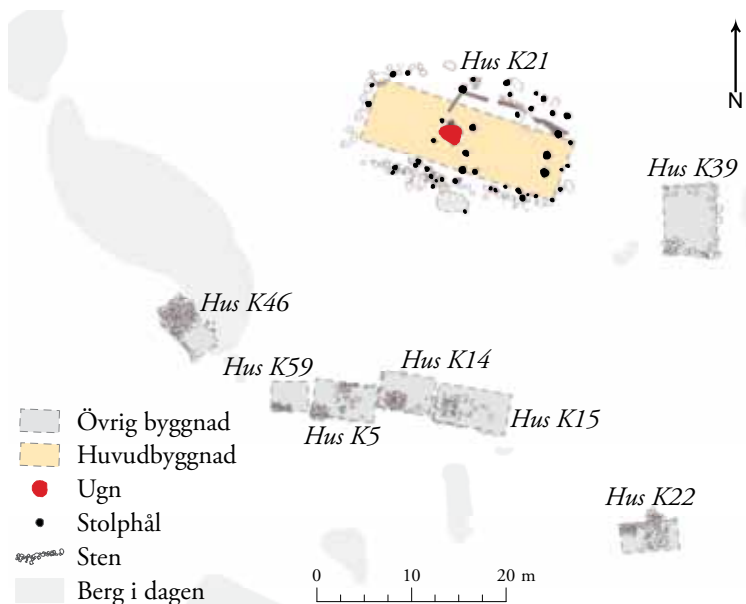 Hus K21
N
Hus K39
Hus K46
Hus K59
Hus K14
Hus K5
Hus K15
Hus K22
Övrig byggnad
Huvudbyggnad
Ugn
Stolphål
Sten
Berg i dagen
0 10 20 m